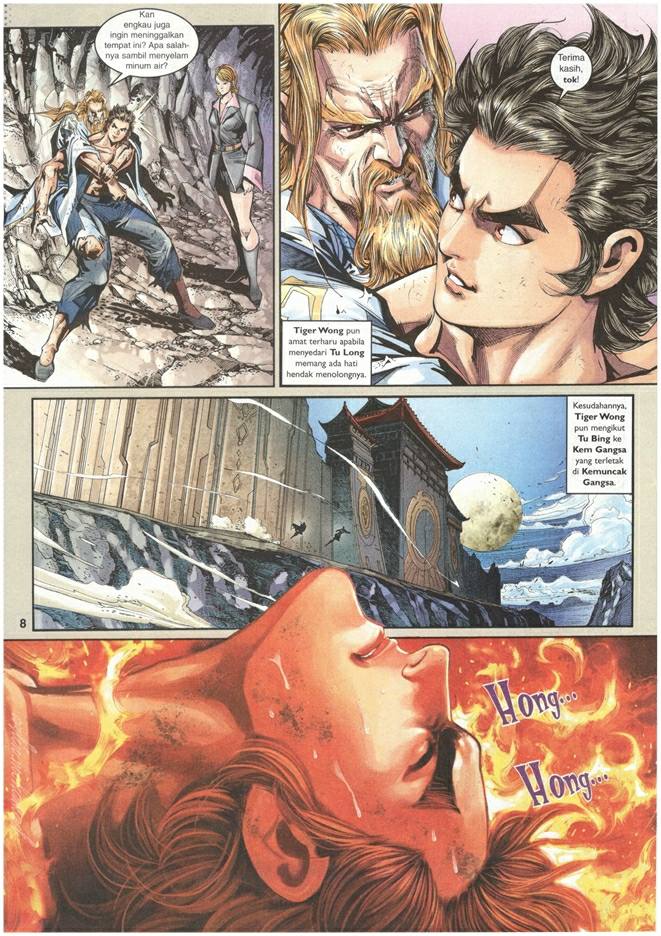 Kan
engkau juga
ingin meninggalkan
tempat ini? Apa salah-
nya sambil menyelam
minum air?
Terima
kasih,
tok!
Tiger Wong pun
amat terharu apabila
menyedari Tu Long
memang ada hati
hendak menolongnya.
Kesudahannya,
Tiger Wong
pun mengikut
Tu Bing ke
Kem Gangsa
yang terletak
di Kemuncak
Gangsa.
8
Hong...
Hong...